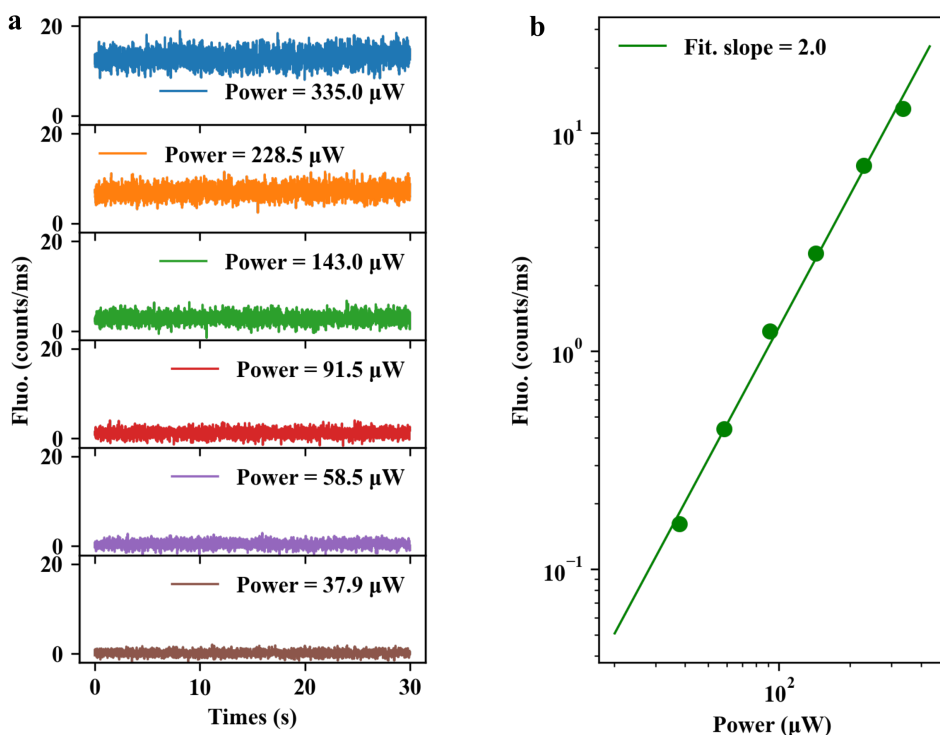 a
20
0
Power = 335.0 µW
20
0
Power = 228.5 µW
20
0
Power = 143.0 µW
20
0
Power = 91.5 µW
20
0
Power = 58.5 µW
20
0
Power = 37.9 µW
0 10 20 30
Times (s)
Fluo. (counts/ms)
b
Fit. slope = 2.0
10¹
10⁰
10⁻¹
10²
Power (µW)
Fluo. (counts/ms)